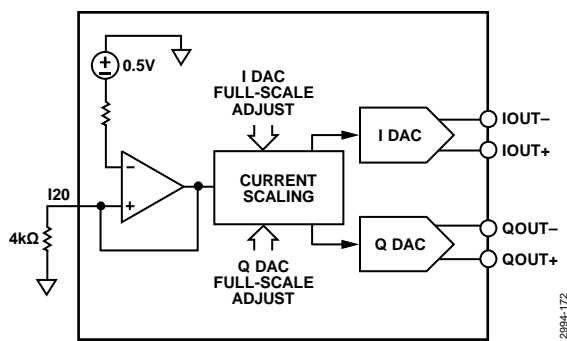 0.5V
I DAC
FULL-SCALE
ADJUST
I DAC
IOUT–
IOUT+
–
+
I20
4kΩ
CURRENT
SCALING
Q DAC
QOUT–
QOUT+
Q DAC
FULL-SCALE
ADJUST
2994-172